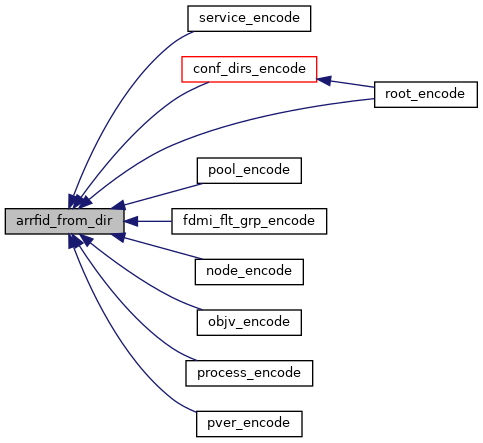 service_encode
conf_dirs_encode
root_encode
pool_encode
arrfid_from_dir
fdmi_flt_grp_encode
node_encode
objv_encode
process_encode
pver_encode